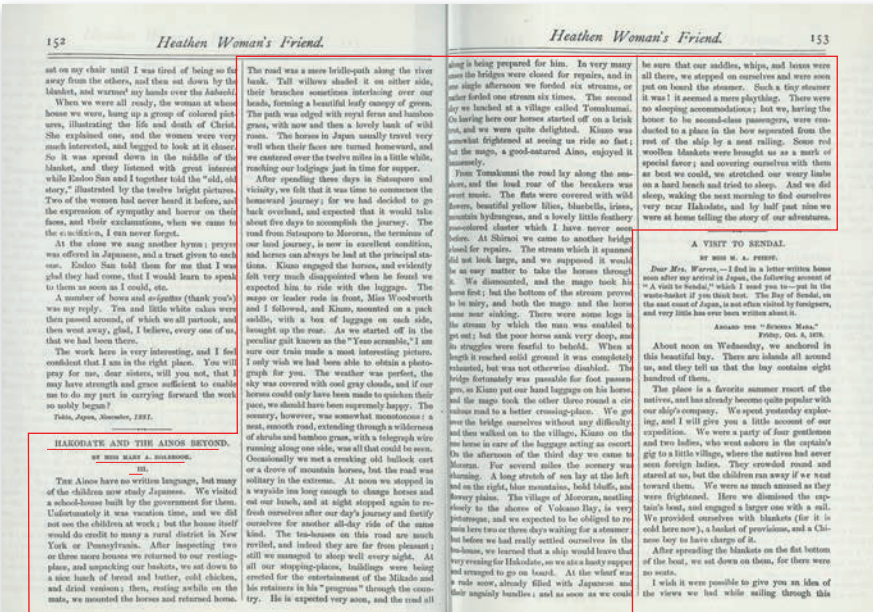 152
Heathen Woman's Friend.
sat on my chair until I was tired of being so far
away from the others, and then sat down by the
blanket, and warmed my hands over the habachi.
When we were all ready, the woman at whose
house we were, hung up a group of colored pict-
ures, illustrating the life and death of Christ.
She explained one, and the women were very
much interested, and begged to look at it closer.
So it was spread down in the middle of the
blanket, and they listened with great interest
while Endoo San and I together told the "old, old
story," illustrated by the twelve bright pictures.
Two of the women had never heard it before, and
the expression of sympathy and horror on their
faces, and their exclamations, when we came to
the crucifixion, I can never forget.
At the close we sang another hymn; prayer
was offered in Japanese, and a tract given to each
one. Endoo San told them for me that I was
glad they had come, that I would learn to speak
to them as soon as I could, etc.
A number of bows and arigattos (thank you's)
was my reply. Tea and little white cakes were
then passed around, of which we all partook, and
then went away, glad, I believe, every one of us,
that we had been there.
The work here is very interesting, and I feel
confident that I am in the right place. You will
pray for me, dear sisters, will you not, that I
may have strength and grace sufficient to enable
me to do my part in carrying forward the work
so nobly begun?
Tokio, Japan, November, 1881.
HAKODATE AND THE AINOS BEYOND.
BY MISS MARY A. HOLBROOK.
III.
THE Ainos have no written language, but many
of the children now study Japanese. We visited
a school-house built by the government for them.
Unfortunately it was vacation time, and we did
not see the children at work; but the house itself
would do credit to many a rural district in New
York or Pennsylvania. After inspecting two
or three more houses we returned to our resting-
place, and unpacking our baskets, we sat down to
a nice lunch of bread and butter, cold chicken,
and dried venison; then, resting awhile on the
mats, we mounted the horses and returned home.
The road was a mere bridle-path along the river
bank. Tall willows shaded it on either side,
their branches sometimes interlacing over our
heads, forming a beautiful leafy canopy of green.
The path was edged with royal ferns and bamboo
grass, with now and then a lovely bank of wild
roses. The horses in Japan usually travel very
well when their faces are turned homeward, and
we cantered over the twelve miles in a little while,
reaching our lodgings just in time for supper.
After spending three days in Satsuporo and
vicinity, we felt that it was time to commence the
homeward journey; for we had decided to go
back overland, and expected that it would take
about five days to accomplish the journey. The
road from Satsuporo to Mororan, the terminus of
our land journey, is now in excellent condition,
and horses can always be had at the principal sta-
tions. Kiuzo engaged the horses, and evidently
felt very much disappointed when he found we
expected him to ride with the luggage. The
mago or leader rode in front, Miss Woodworth
and I followed, and Kiuzo, mounted on a pack
saddle, with a box of luggage on each side,
brought up the rear. As we started off in the
peculiar gait known as the "Yezo scramble," I am
sure our train made a most interesting picture.
I only wish we had been able to obtain a photo-
graph for you. The weather was perfect, the
sky was covered with cool gray clouds, and if our
horses could only have been made to quicken their
pace, we should have been supremely happy. The
scenery, however, was somewhat monotonous: a
neat, smooth road, extending through a wilderness
of shrubs and bamboo grass, with a telegraph wire
running along one side, was all that could be seen.
Occasionally we met a creaking old bullock cart
or a drove of mountain horses, but the road was
solitary in the extreme. At noon we stopped in
a wayside inn long enough to change horses and
eat our lunch, and at night stopped again to re-
fresh ourselves after our day's journey and fortify
ourselves for another all-day ride of the same
kind. The tea-houses on this road are much
reviled, and indeed they are far from pleasant;
still we managed to sleep well every night. At
all our stopping-places, buildings were being
erected for the entertainment of the Mikado and
his retainers in his "progress" through the coun-
try. He is expected very soon, and the road all
Heathen Woman's Friend.
153
along is being prepared for him. In very many
cases the bridges were closed for repairs, and in
one single afternoon we forded six streams, or
rather forded one stream six times. The second
day we lunched at a village called Tomakumai.
On leaving here our horses started off on a brisk
trot, and we were quite delighted. Kiuzo was
somewhat frightened at seeing us ride so fast;
but the mago, a good-natured Aino, enjoyed it
immensely.
From Tomakumai the road lay along the sea-
shore, and the loud roar of the breakers was
sweet music. The flats were covered with wild
flowers, beautiful yellow lilies, bluebells, irises,
mountain hydrangeas, and a lovely little feathery
rose-colored cluster which I have never seen
before. At Shiraoi we came to another bridge
closed for repairs. The stream which it spanned
did not look large, and we supposed it would
be an easy matter to take the horses through
it. We dismounted, and the mago took his
horse first; but the bottom of the stream proved
to be miry, and both the mago and the horse
came near sinking. There were some logs in
the stream by which the man was enabled to
get out; but the poor horse sank very deep, and
its struggles were fearful to behold. When at
length it reached solid ground it was completely
exhausted, but was not otherwise disabled. The
bridge fortunately was passable for foot passen-
gers, so Kiuzo put our hand baggage on his horse,
and the mago took the other three round a cir-
cuitous road to a better crossing-place. We got
over the bridge ourselves without any difficulty,
and then walked on to the village, Kiuzo on the
one horse in care of the luggage acting as escort.
On the afternoon of the third day we came to
Mororan. For several miles the scenery was
charming. A long stretch of sea lay at the left,
and on the right, blue mountains, bold bluffs, and
flowery plains. The village of Mororan, nestling
closely to the shores of Volcano Bay, is very
picturesque, and we expected to be obliged to re-
main here two or three days waiting for a steamer;
but before we had really settled ourselves in the
tea-house, we learned that a ship would leave that
very evening for Hakodate, so we ate a hasty supper
and arranged to go on board. At the wharf was
a rude scow, already filled with Japanese and
their ungainly bundles; and as soon as we could
be sure that our saddles, whips, and boxes were
all there, we stepped on ourselves and were soon
put on board the steamer. Such a tiny steamer
it was! it seemed a mere plaything. There were
no sleeping accommodations; but we, having the
honor to be second-class passengers, were con-
ducted to a place in the bow separated from the
rest of the ship by a neat railing. Some red
woollen blankets were brought us as a mark of
special favor; and covering ourselves with them
as best we could, we stretched our weary limbs
on a hard bench and tried to sleep. And we did
sleep, waking the next morning to find ourselves
very near Hakodate, and by half past nine we
were at home telling the story of our adventures.
A VISIT TO SENDAI.
BY MISS M. A. PRIEST.
Dear Mrs. Warren,—I find in a letter written home
soon after my arrival in Japan, the following account of
"A visit to Sendai," which I send you to—put in the
waste-basket if you think best. The Bay of Sendai, on
the east coast of Japan, is not often visited by foreigners,
and very little has ever been written about it.
ABOARD THE "SUMIDA MARU,"
Friday, Oct. 3, 1879.
About noon on Wednesday, we anchored in
this beautiful bay. There are islands all around
us, and they tell us that the bay contains eight
hundred of them.
The place is a favorite summer resort of the
natives, and has already become quite popular with
our ship's company. We spent yesterday explor-
ing, and I will give you a little account of our
expedition. We were a party of four gentlemen
and two ladies, who went ashore in the captain's
gig to a little village, where the natives had never
seen foreign ladies. They crowded round and
stared at us, but the children ran away if we went
toward them. We were as much amused as they
were frightened. Here we dismissed the cap-
tain's boat, and engaged a larger one with a sail.
We provided ourselves with blankets (for it is
cold here now), a basket of provisions, and a Chi-
nese boy to have charge of it.
After spreading the blankets on the flat bottom
of the boat, we sat down on them, for there were
no seats.
I wish it were possible to give you an idea of
the views we had while sailing through this